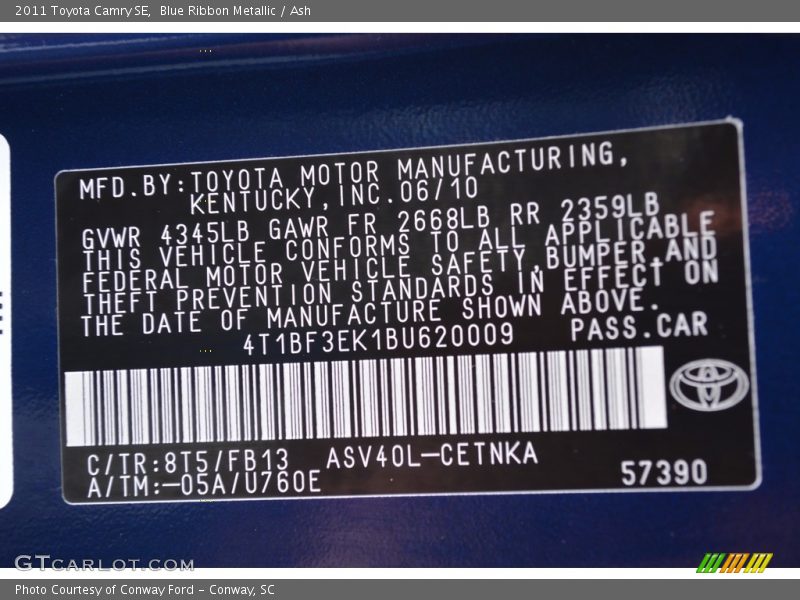 2011 Toyota Camry SE,  Blue Ribbon Metallic / Ash
MFD.BY:TOYOTA MOTOR MANUFACTURING,
KENTUCKY,INC.06/10
GVWR 4345LB GAWR FR 2668LB RR 2359LB
THIS VEHICLE CONFORMS TO ALL APPLICABLE
FEDERAL MOTOR VEHICLE SAFETY,BUMPER,AND
THEFT PREVENTION STANDARDS IN EFFECT ON
THE DATE OF MANUFACTURE SHOWN ABOVE.
4T1BF3EK1BU620009 PASS.CAR
C/TR:8T5/FB13 ASV40L-CETNKA
A/TM:-05A/U760E 57390
GTCARLOT.COM
Photo Courtesy of Conway Ford - Conway, SC